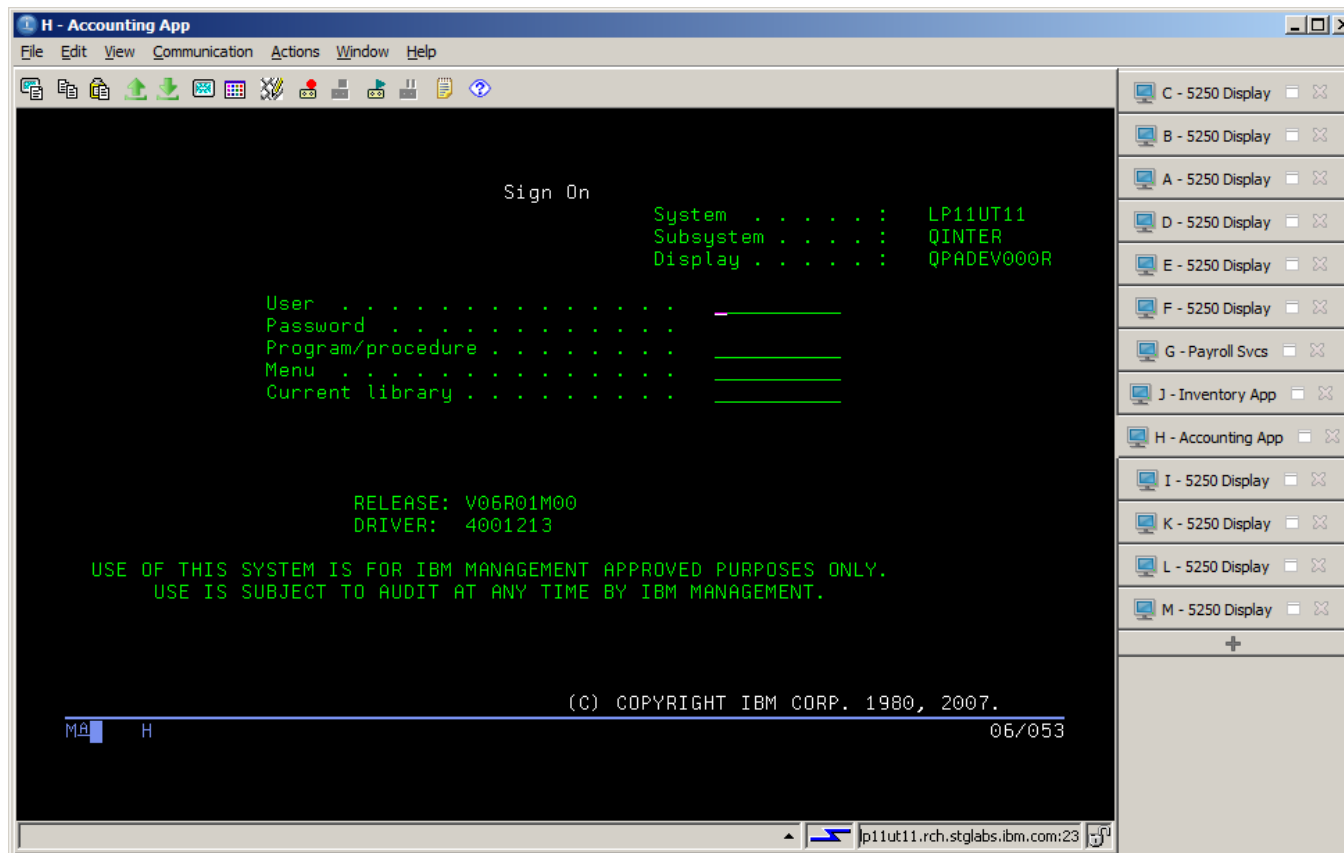 H - Accounting App
File Edit View Communication Actions Window Help
Sign On
System . . . . . : LP11UT11
Subsystem . . . . : QINTER
Display . . . . . : QPADEV000R
User . . . . . . . . . . . . . .
Password . . . . . . . . . . . .
Program/procedure . . . . . . . .
Menu . . . . . . . . . . . . . .
Current library . . . . . . . . .
RELEASE: V06R01M00
DRIVER: 4001213
USE OF THIS SYSTEM IS FOR IBM MANAGEMENT APPROVED PURPOSES ONLY.
USE IS SUBJECT TO AUDIT AT ANY TIME BY IBM MANAGEMENT.
(C) COPYRIGHT IBM CORP. 1980, 2007.
MA H 06/053
lp11ut11.rch.stglabs.ibm.com:23
C - 5250 Display
B - 5250 Display
A - 5250 Display
D - 5250 Display
E - 5250 Display
F - 5250 Display
G - Payroll Svcs
J - Inventory App
H - Accounting App
I - 5250 Display
K - 5250 Display
L - 5250 Display
M - 5250 Display